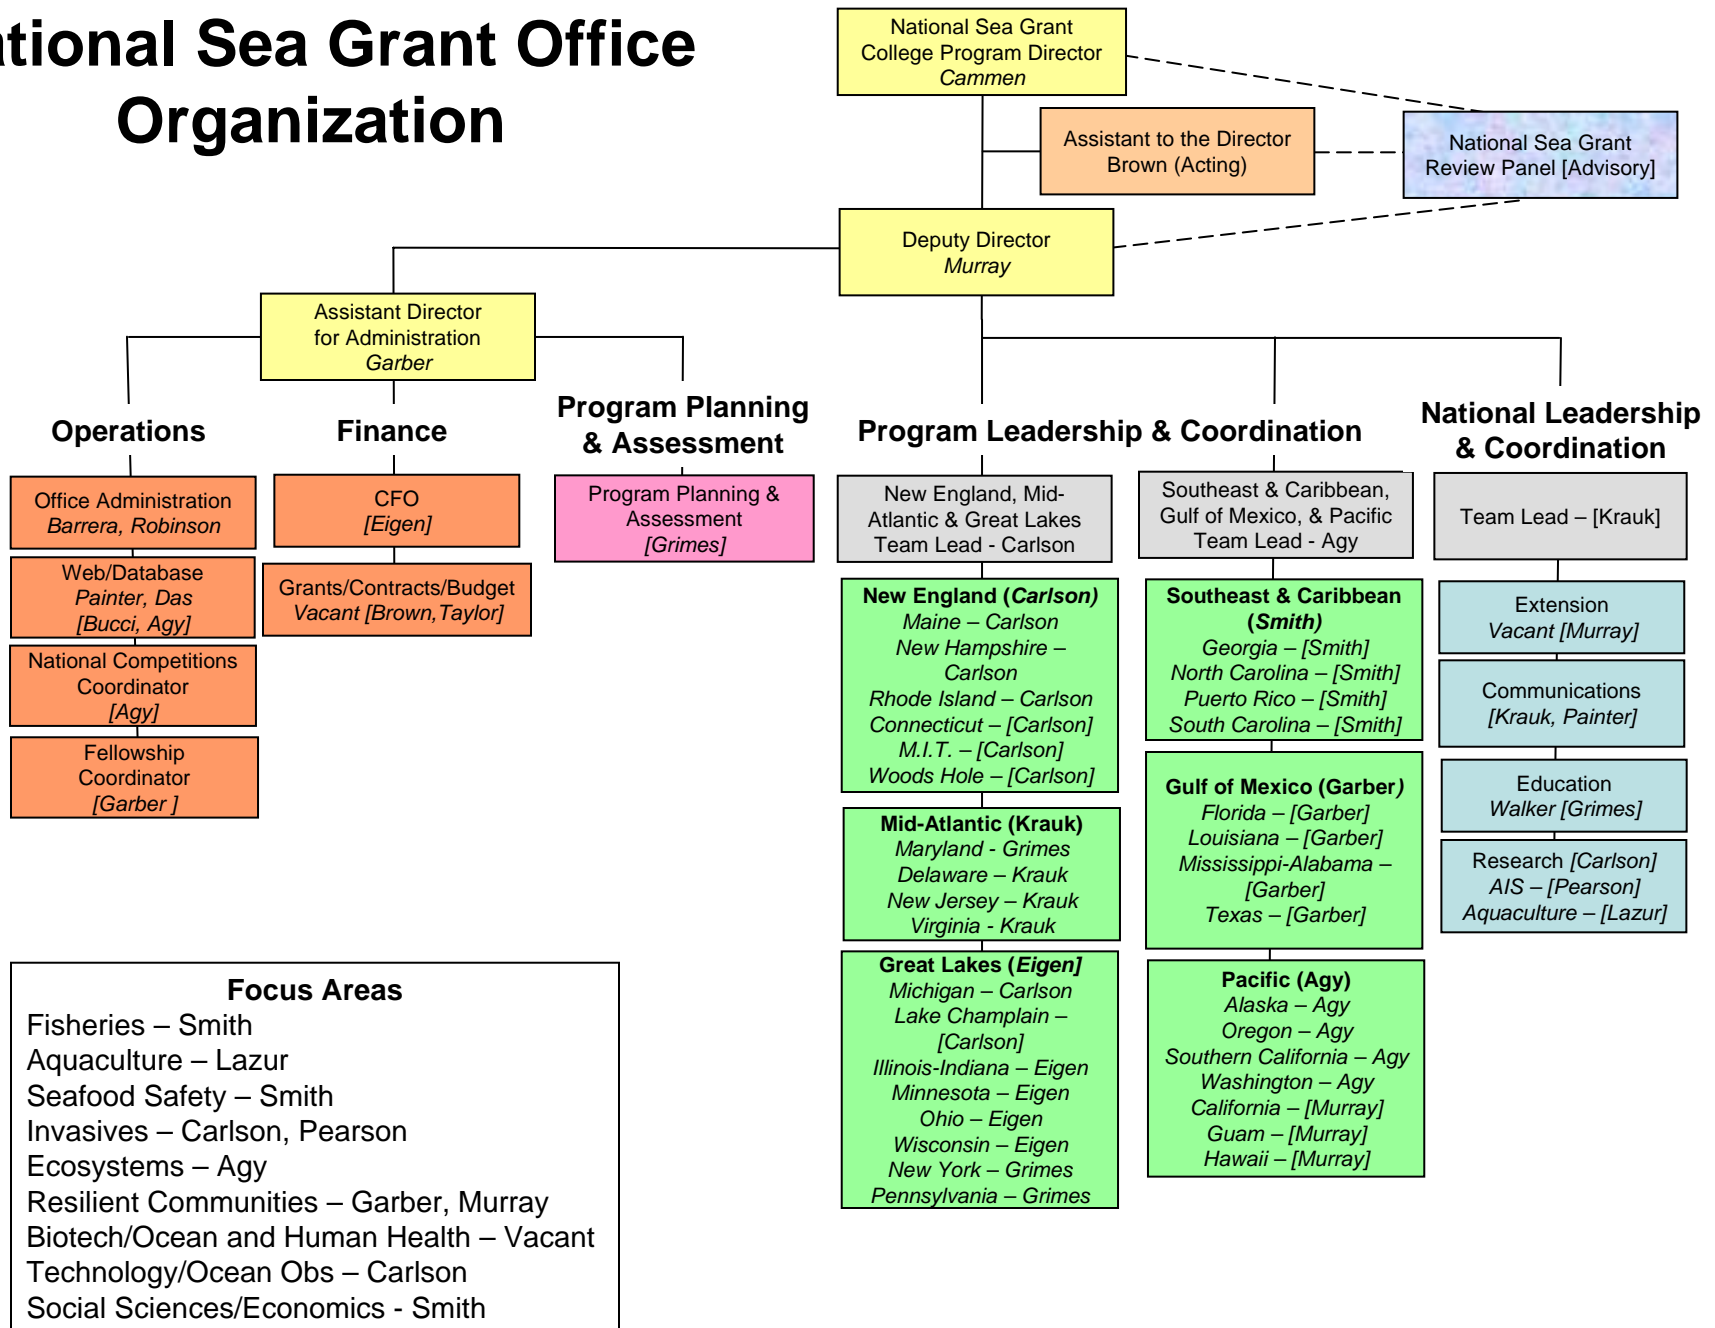 ational Sea Grant Office
Organization
National Sea Grant
College Program Director
Cammen
Assistant to the Director
Brown (Acting)
National Sea Grant
Review Panel [Advisory]
Deputy Director
Murray
Assistant Director
for Administration
Garber
Operations
Finance
Program Planning
& Assessment
Program Leadership & Coordination
National Leadership
& Coordination
Office Administration
Barrera, Robinson
Web/Database
Painter, Das
[Bucci, Agy]
National Competitions
Coordinator
[Agy]
Fellowship
Coordinator
[Garber ]
CFO
[Eigen]
Grants/Contracts/Budget
Vacant [Brown,Taylor]
Program Planning &
Assessment
[Grimes]
New England, Mid-
Atlantic & Great Lakes
Team Lead - Carlson
New England (Carlson)
Maine – Carlson
New Hampshire –
Carlson
Rhode Island – Carlson
Connecticut – [Carlson]
M.I.T. – [Carlson]
Woods Hole – [Carlson]
Mid-Atlantic (Krauk)
Maryland - Grimes
Delaware – Krauk
New Jersey – Krauk
Virginia - Krauk
Great Lakes (Eigen]
Michigan – Carlson
Lake Champlain –
[Carlson]
Illinois-Indiana – Eigen
Minnesota – Eigen
Ohio – Eigen
Wisconsin – Eigen
New York – Grimes
Pennsylvania – Grimes
Southeast & Caribbean,
Gulf of Mexico, & Pacific
Team Lead - Agy
Southeast & Caribbean
(Smith)
Georgia – [Smith]
North Carolina – [Smith]
Puerto Rico – [Smith]
South Carolina – [Smith]
Gulf of Mexico (Garber)
Florida – [Garber]
Louisiana – [Garber]
Mississippi-Alabama –
[Garber]
Texas – [Garber]
Pacific (Agy)
Alaska – Agy
Oregon – Agy
Southern California – Agy
Washington – Agy
California – [Murray]
Guam – [Murray]
Hawaii – [Murray]
Team Lead – [Krauk]
Extension
Vacant [Murray]
Communications
[Krauk, Painter]
Education
Walker [Grimes]
Research [Carlson]
AIS – [Pearson]
Aquaculture – [Lazur]
Focus Areas
Fisheries – Smith
Aquaculture – Lazur
Seafood Safety – Smith
Invasives – Carlson, Pearson
Ecosystems – Agy
Resilient Communities – Garber, Murray
Biotech/Ocean and Human Health – Vacant
Technology/Ocean Obs – Carlson
Social Sciences/Economics - Smith